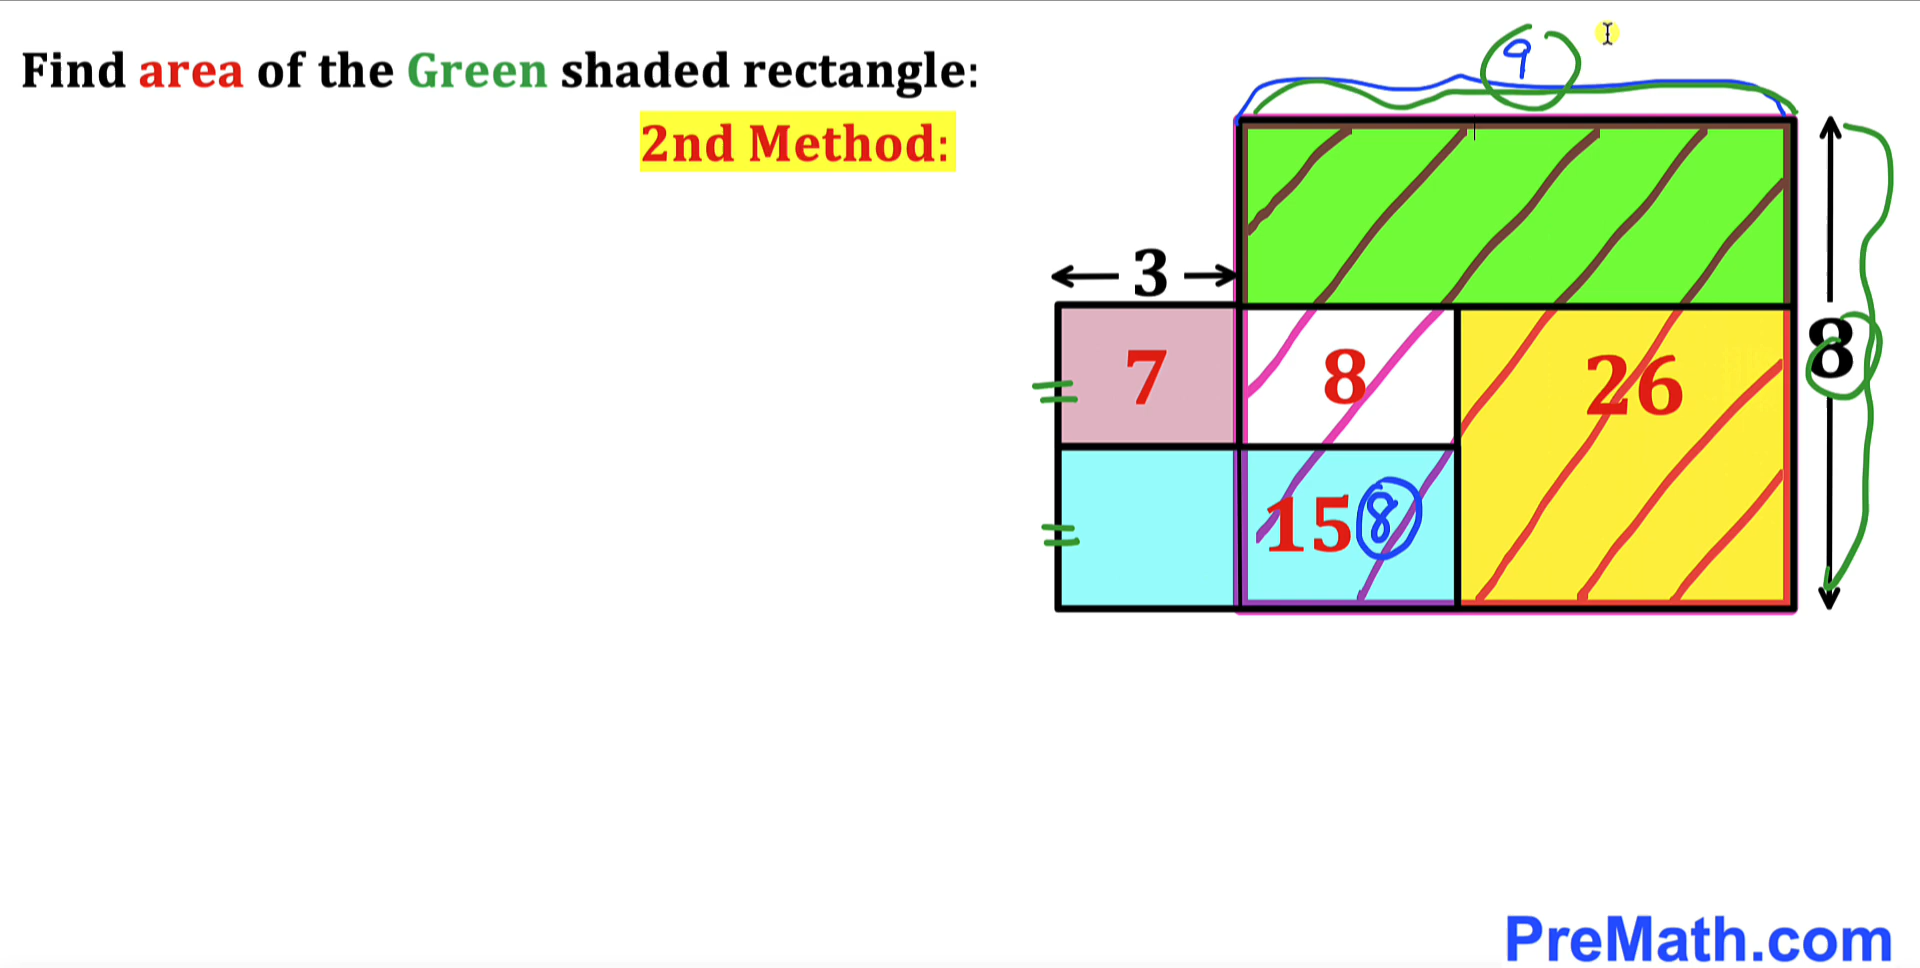 Find area of the Green shaded rectangle:
2nd Method:
9
3
7
8
26
8
15
8
PreMath.com